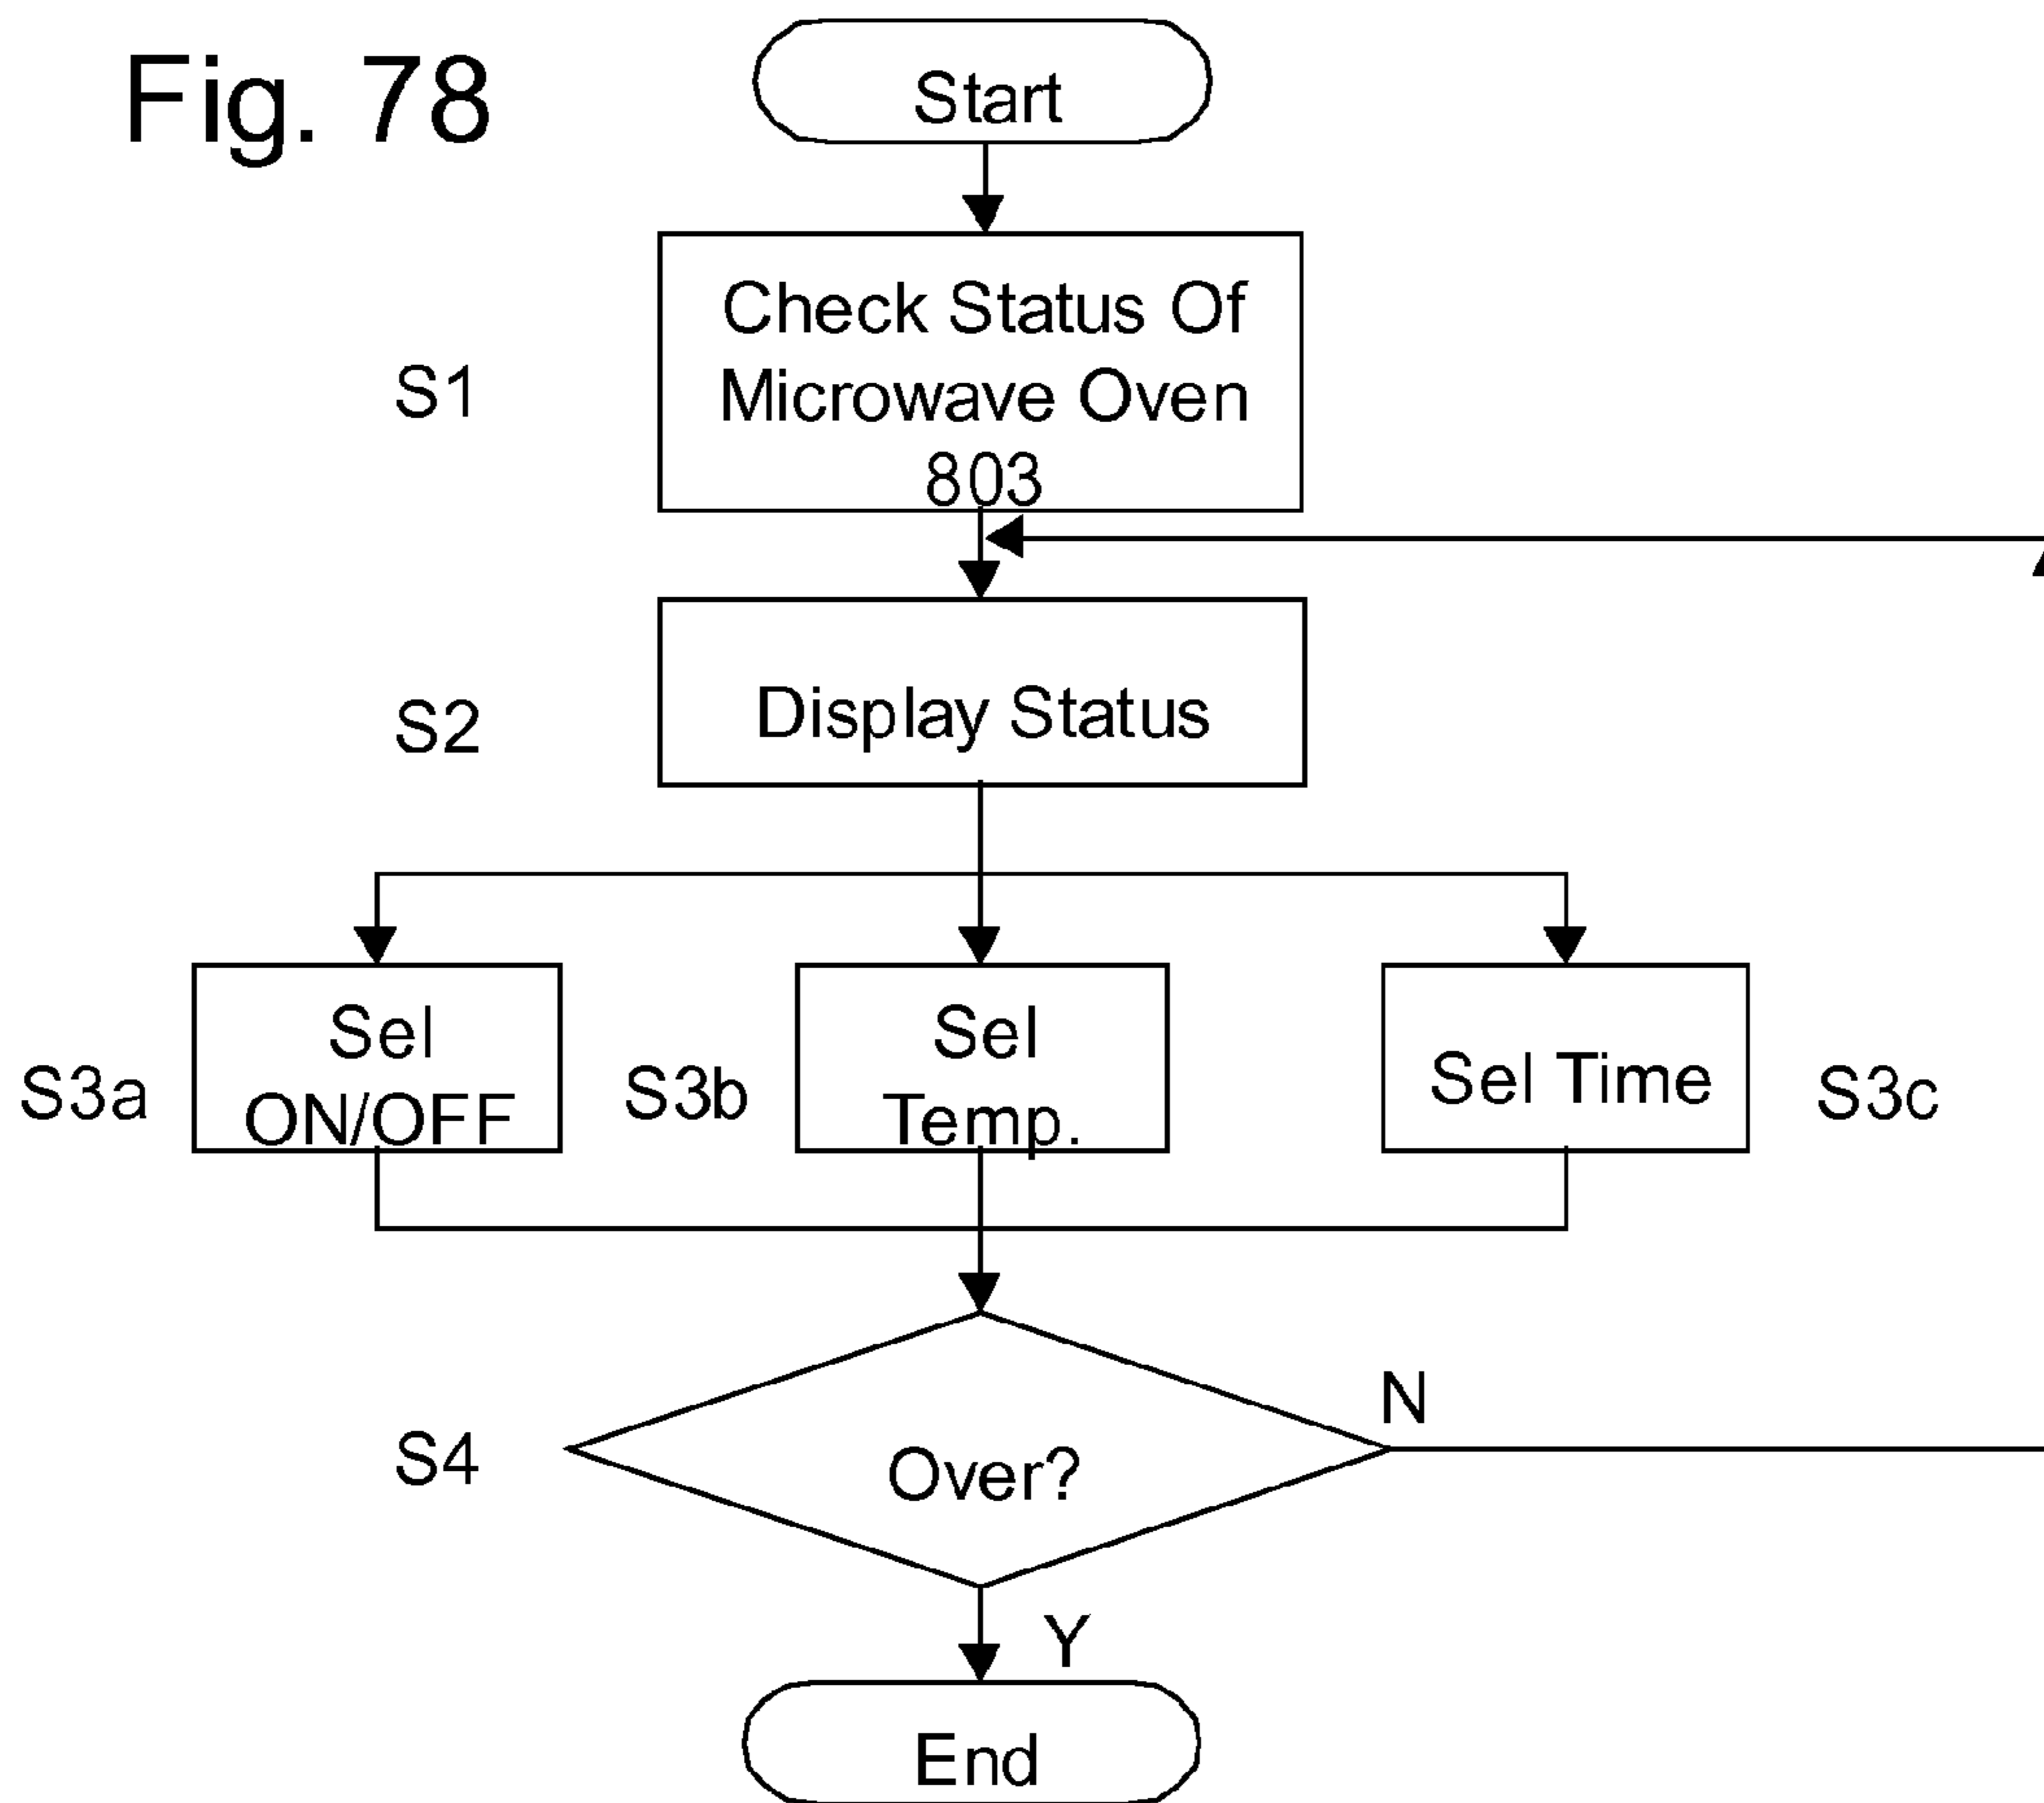 Fig. 78
Start
S1
Check Status Of
Microwave Oven
803
S2
Display Status
S3a
Sel
ON/OFF
S3b
Sel
Temp.
Sel Time
S3c
S4
Over?
N
Y
End